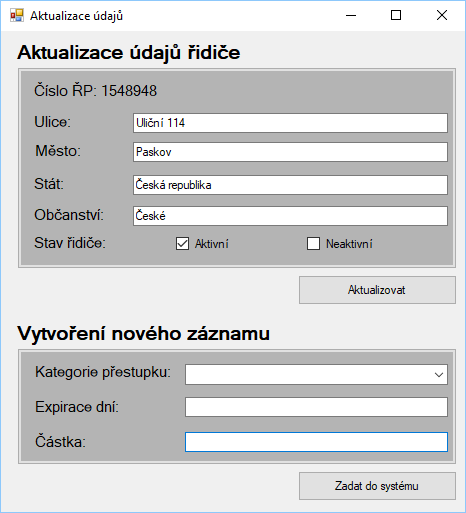 Aktualizace údajů
Aktualizace údajů řidiče
Číslo ŘP: 1548948
Ulice: Uliční 114
Město: Paskov
Stát: Česká republika
Občanství: České
Stav řidiče: Aktivní Neaktivní
Aktualizovat
Vytvoření nového záznamu
Kategorie přestupku:
Expirace dní:
Částka:
Zadat do systému